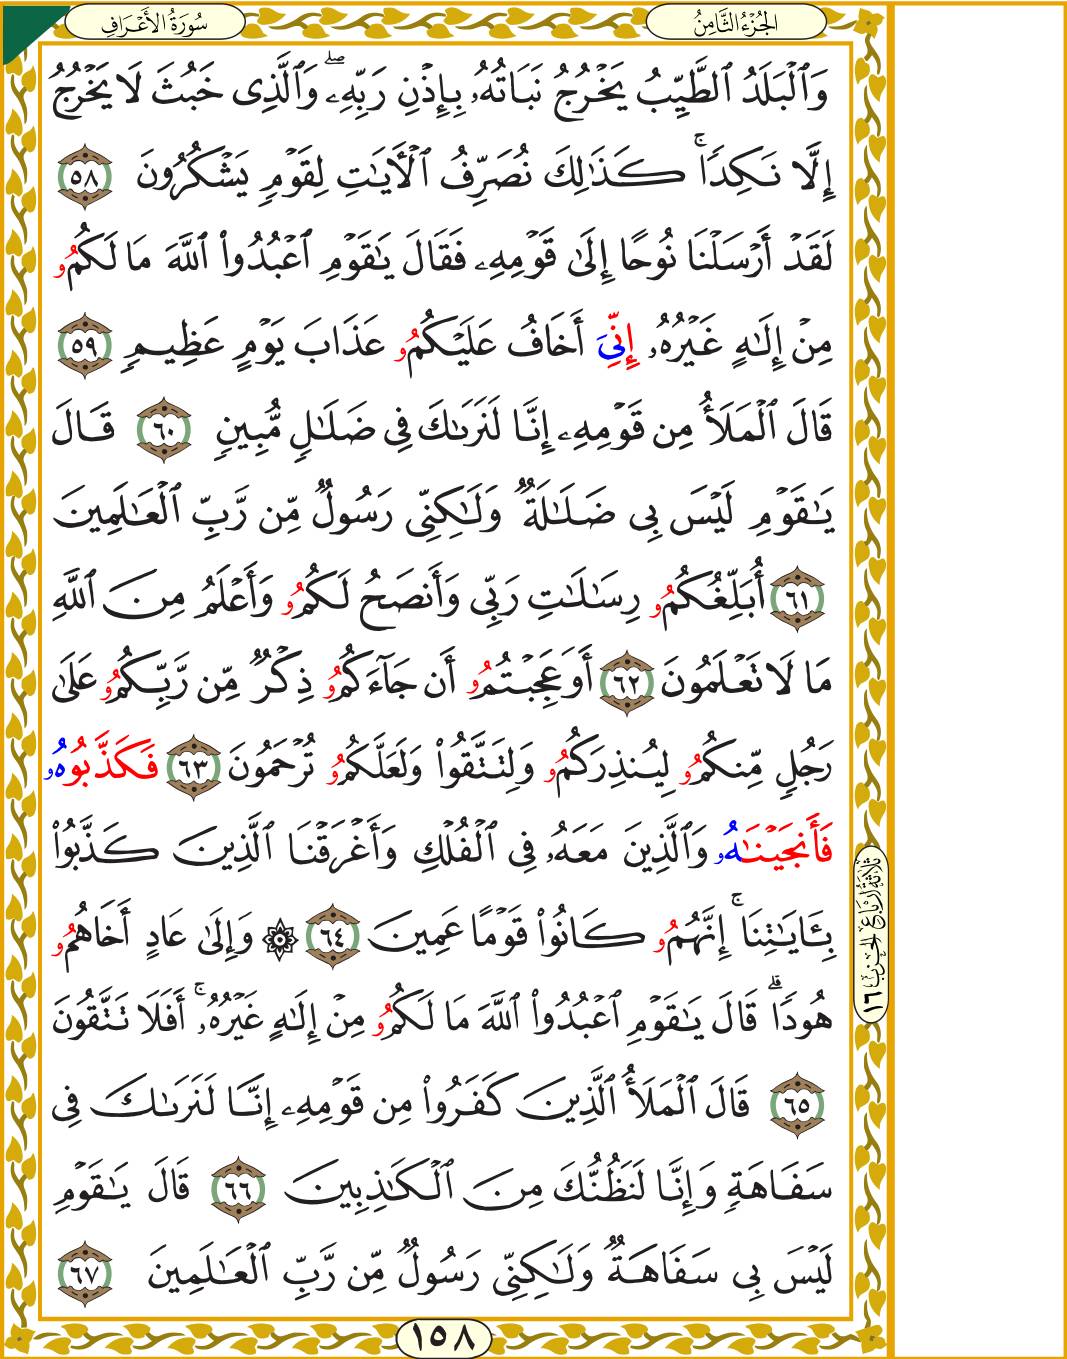 سُورَةُ الأَعْرَافِ
الجُزْءُ الثَّامِنُ
وَٱلْبَلَدُ ٱلطَّيِّبُ يَخْرُجُ نَبَاتُهُۥ بِإِذْنِ رَبِّهِۦۖ وَٱلَّذِى خَبُثَ لَا يَخْرُجُ
إِلَّا نَكِدًاۚ كَذَٰلِكَ نُصَرِّفُ ٱلْأٓيَٰتِ لِقَوْمٍ يَشْكُرُونَ ٥٨
لَقَدْ أَرْسَلْنَا نُوحًا إِلَىٰ قَوْمِهِۦ فَقَالَ يَٰقَوْمِ ٱعْبُدُوا۟ ٱللَّهَ مَا لَكُمُۥ
مِنْ إِلَٰهٍ غَيْرُهُۥ إِنِّىَ أَخَافُ عَلَيْكُمُۥ عَذَابَ يَوْمٍ عَظِيمٍ ٥٩
قَالَ ٱلْمَلَأُ مِن قَوْمِهِۦ إِنَّا لَنَرَىٰكَ فِى ضَلَٰلٍ مُّبِينٍ ٦٠ قَالَ
يَٰقَوْمِ لَيْسَ بِى ضَلَٰلَةٌ وَلَٰكِنِّى رَسُولٌ مِّن رَّبِّ ٱلْعَٰلَمِينَ
٦١ أُبَلِّغُكُمُۥ رِسَٰلَٰتِ رَبِّى وَأَنصَحُ لَكُمُۥ وَأَعْلَمُ مِنَ ٱللَّهِ
مَا لَا تَعْلَمُونَ ٦٢ أَوَعَجِبْتُمُۥ أَن جَآءَكُمُۥ ذِكْرٌ مِّن رَّبِّكُمُۥ عَلَىٰ
رَجُلٍ مِّنكُمُۥ لِيُنذِرَكُمُۥ وَلِتَتَّقُوا۟ وَلَعَلَّكُمُۥ تُرْحَمُونَ ٦٣ فَكَذَّبُوهُۥ
فَأَنجَيْنَٰهُۥ وَٱلَّذِينَ مَعَهُۥ فِى ٱلْفُلْكِ وَأَغْرَقْنَا ٱلَّذِينَ كَذَّبُوا۟
بِـَٔايَٰتِنَاۚ إِنَّهُمُۥ كَانُوا۟ قَوْمًا عَمِينَ ٦٤ ۞ وَإِلَىٰ عَادٍ أَخَاهُمُۥ
هُودًاۗ قَالَ يَٰقَوْمِ ٱعْبُدُوا۟ ٱللَّهَ مَا لَكُمُۥ مِنْ إِلَٰهٍ غَيْرُهُۥۚ أَفَلَا تَتَّقُونَ
٦٥ قَالَ ٱلْمَلَأُ ٱلَّذِينَ كَفَرُوا۟ مِن قَوْمِهِۦ إِنَّا لَنَرَىٰكَ فِى
سَفَاهَةٍ وَإِنَّا لَنَظُنُّكَ مِنَ ٱلْكَٰذِبِينَ ٦٦ قَالَ يَٰقَوْمِ
لَيْسَ بِى سَفَاهَةٌ وَلَٰكِنِّى رَسُولٌ مِّن رَّبِّ ٱلْعَٰلَمِينَ ٦٧
ثلاثة أرباع الحزب ١٦
١٥٨